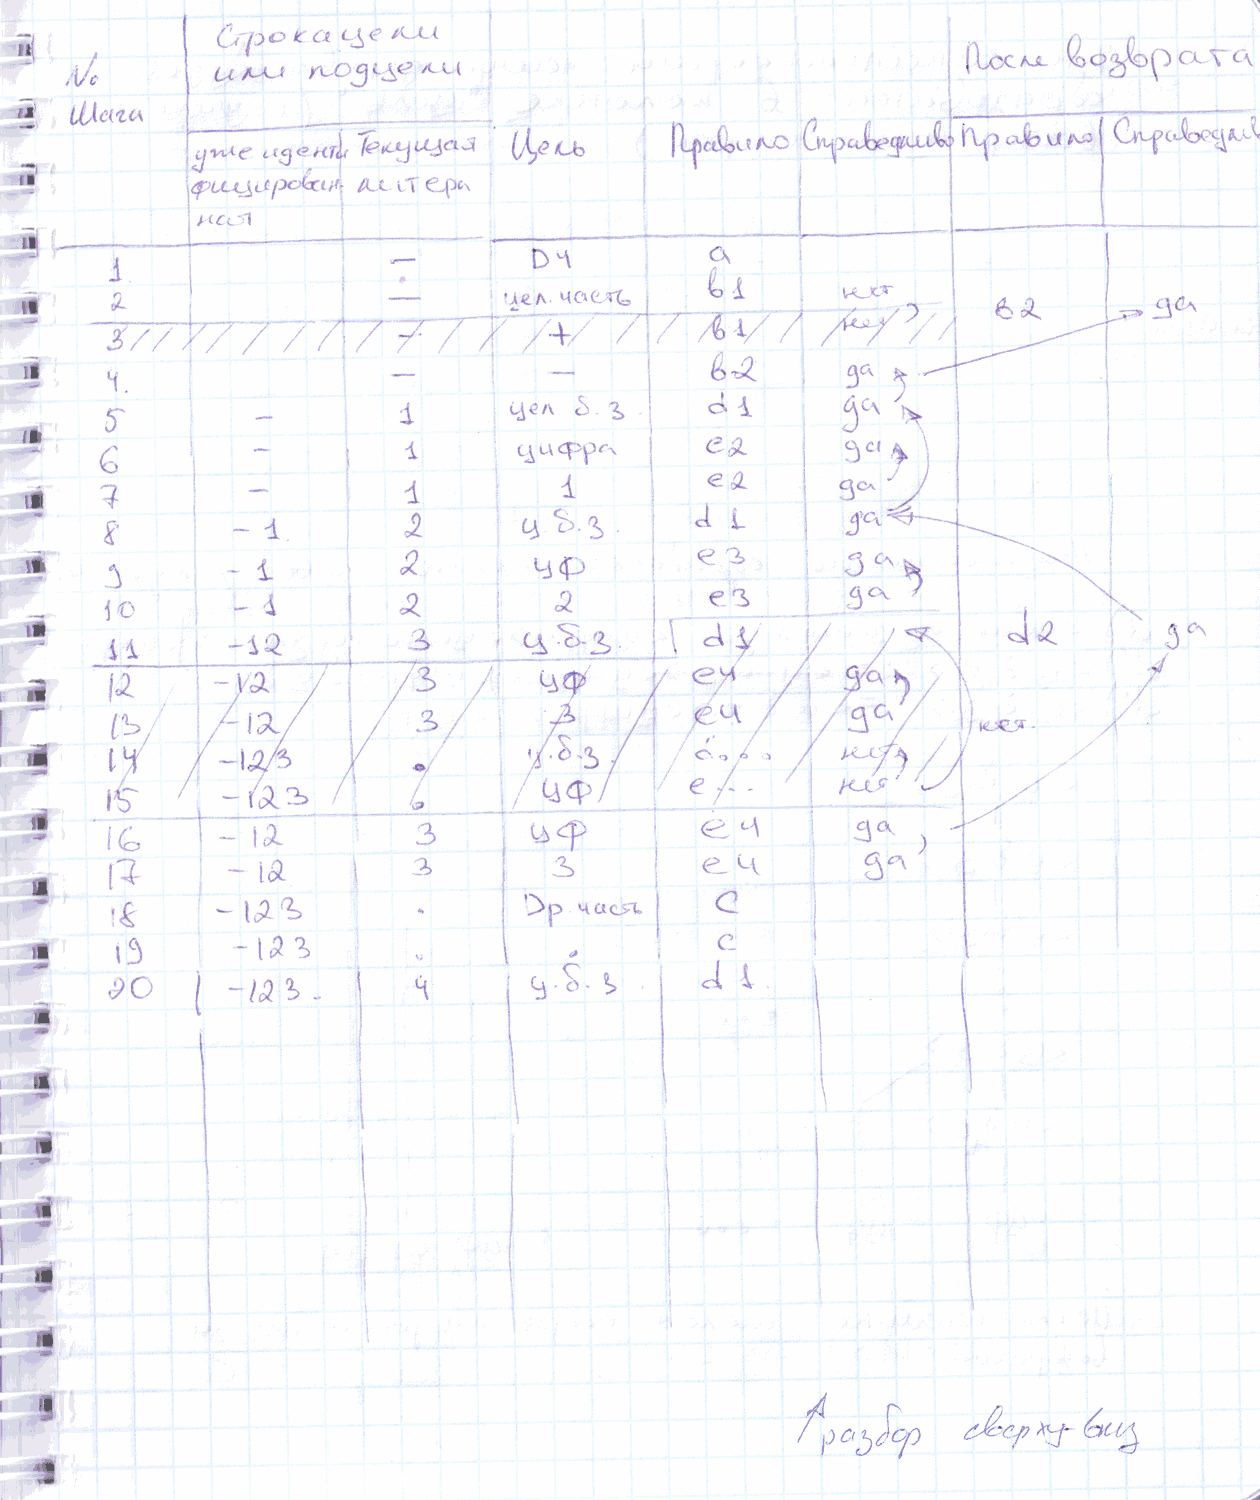 Строка цели
или подцели
После возврата
№
шага
уже иденти
фицирован
ная
Текущая
литера
Цель
Правило
Справедливо
Правило
Справедлив
1 — ДЧ a
2 — цел. часть в1 нет в2 да
3 — + в1 нет
4. — — в2 да
5 — 1 цел б.з. d1 да
6 — 1 цифра e2 да
7 — 1 1 e2 да
8 -1 2 ц.б.з. d1 да
9 -1 2 цф e3 да
10 -1 2 2 e3 да
11 -12 3 ц.б.з. d1 d2 да
12 -12 3 цф e4 да
13 -12 3 3 e4 да нет.
14 -123 . ц.б.з. d.... нет
15 -123 . цф e... нет
16 -12 3 цф e4 да
17 -12 3 3 e4 да
18 -123 . Др. часть C
19 -123 . . c
20 -123. 4 ц.б.з. d1.
разбор сверху-вниз